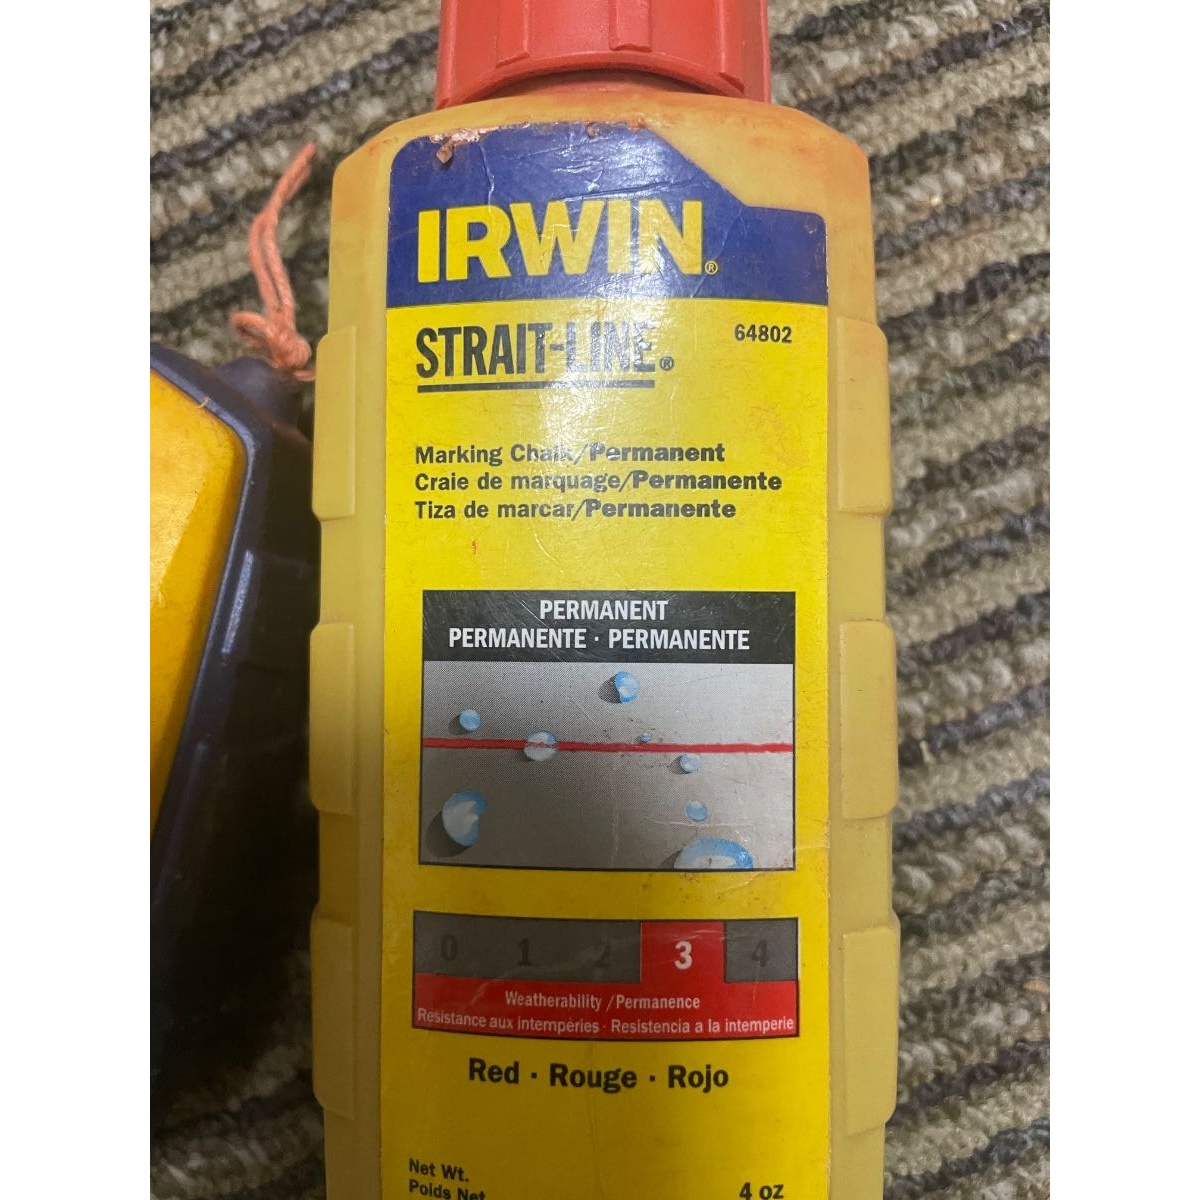 IRWIN®
STRAIT-LINE®
64802
Marking Chalk/Permanent
Craie de marquage/Permanente
Tiza de marcar/Permanente
PERMANENT
PERMANENTE · PERMANENTE
0 1 2 3 4
Weatherability /Permanence
Resistance aux intempéries · Resistencia a la intemperie
Red · Rouge · Rojo
Net Wt.
Poids Net
4 oz